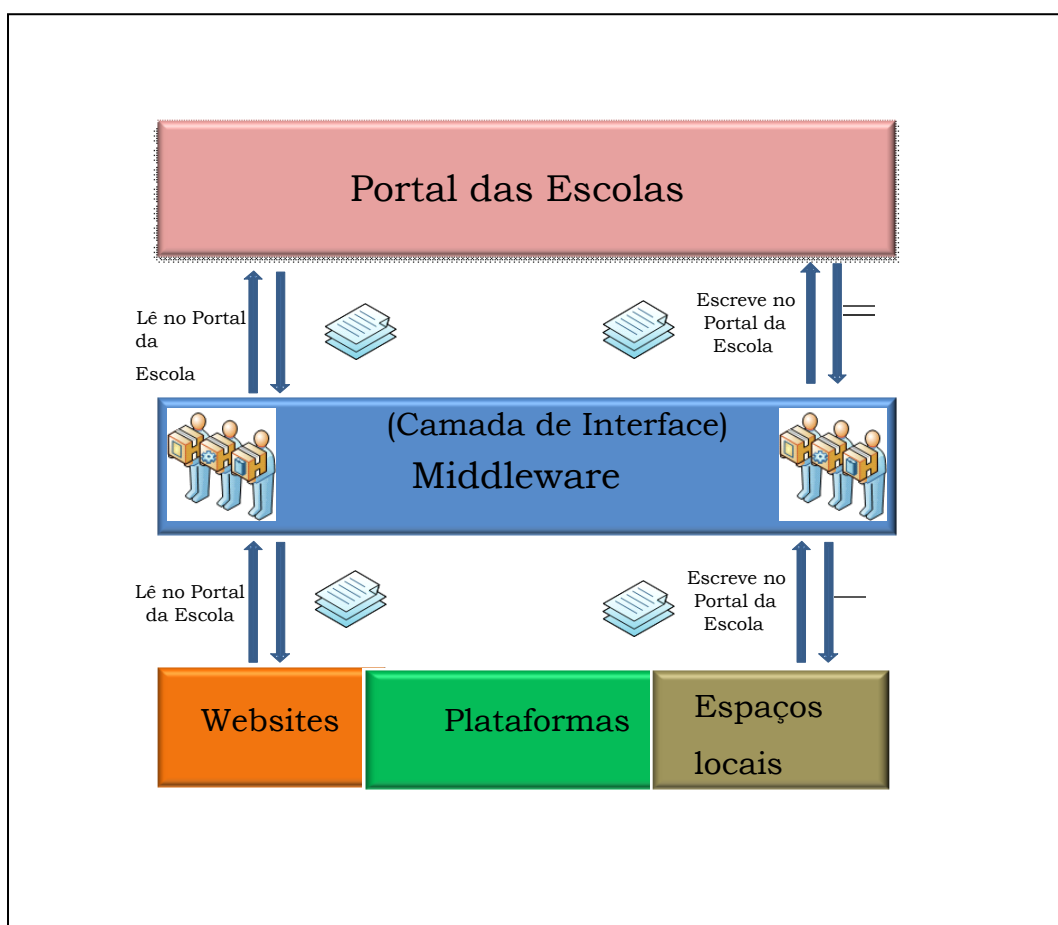 Portal das Escolas
Lê no Portal
da
Escola
Escreve no
Portal da
Escola
(Camada de Interface)
Middleware
Lê no Portal
da Escola
Escreve no
Portal da
Escola
Websites
Plataformas
Espaços
locais